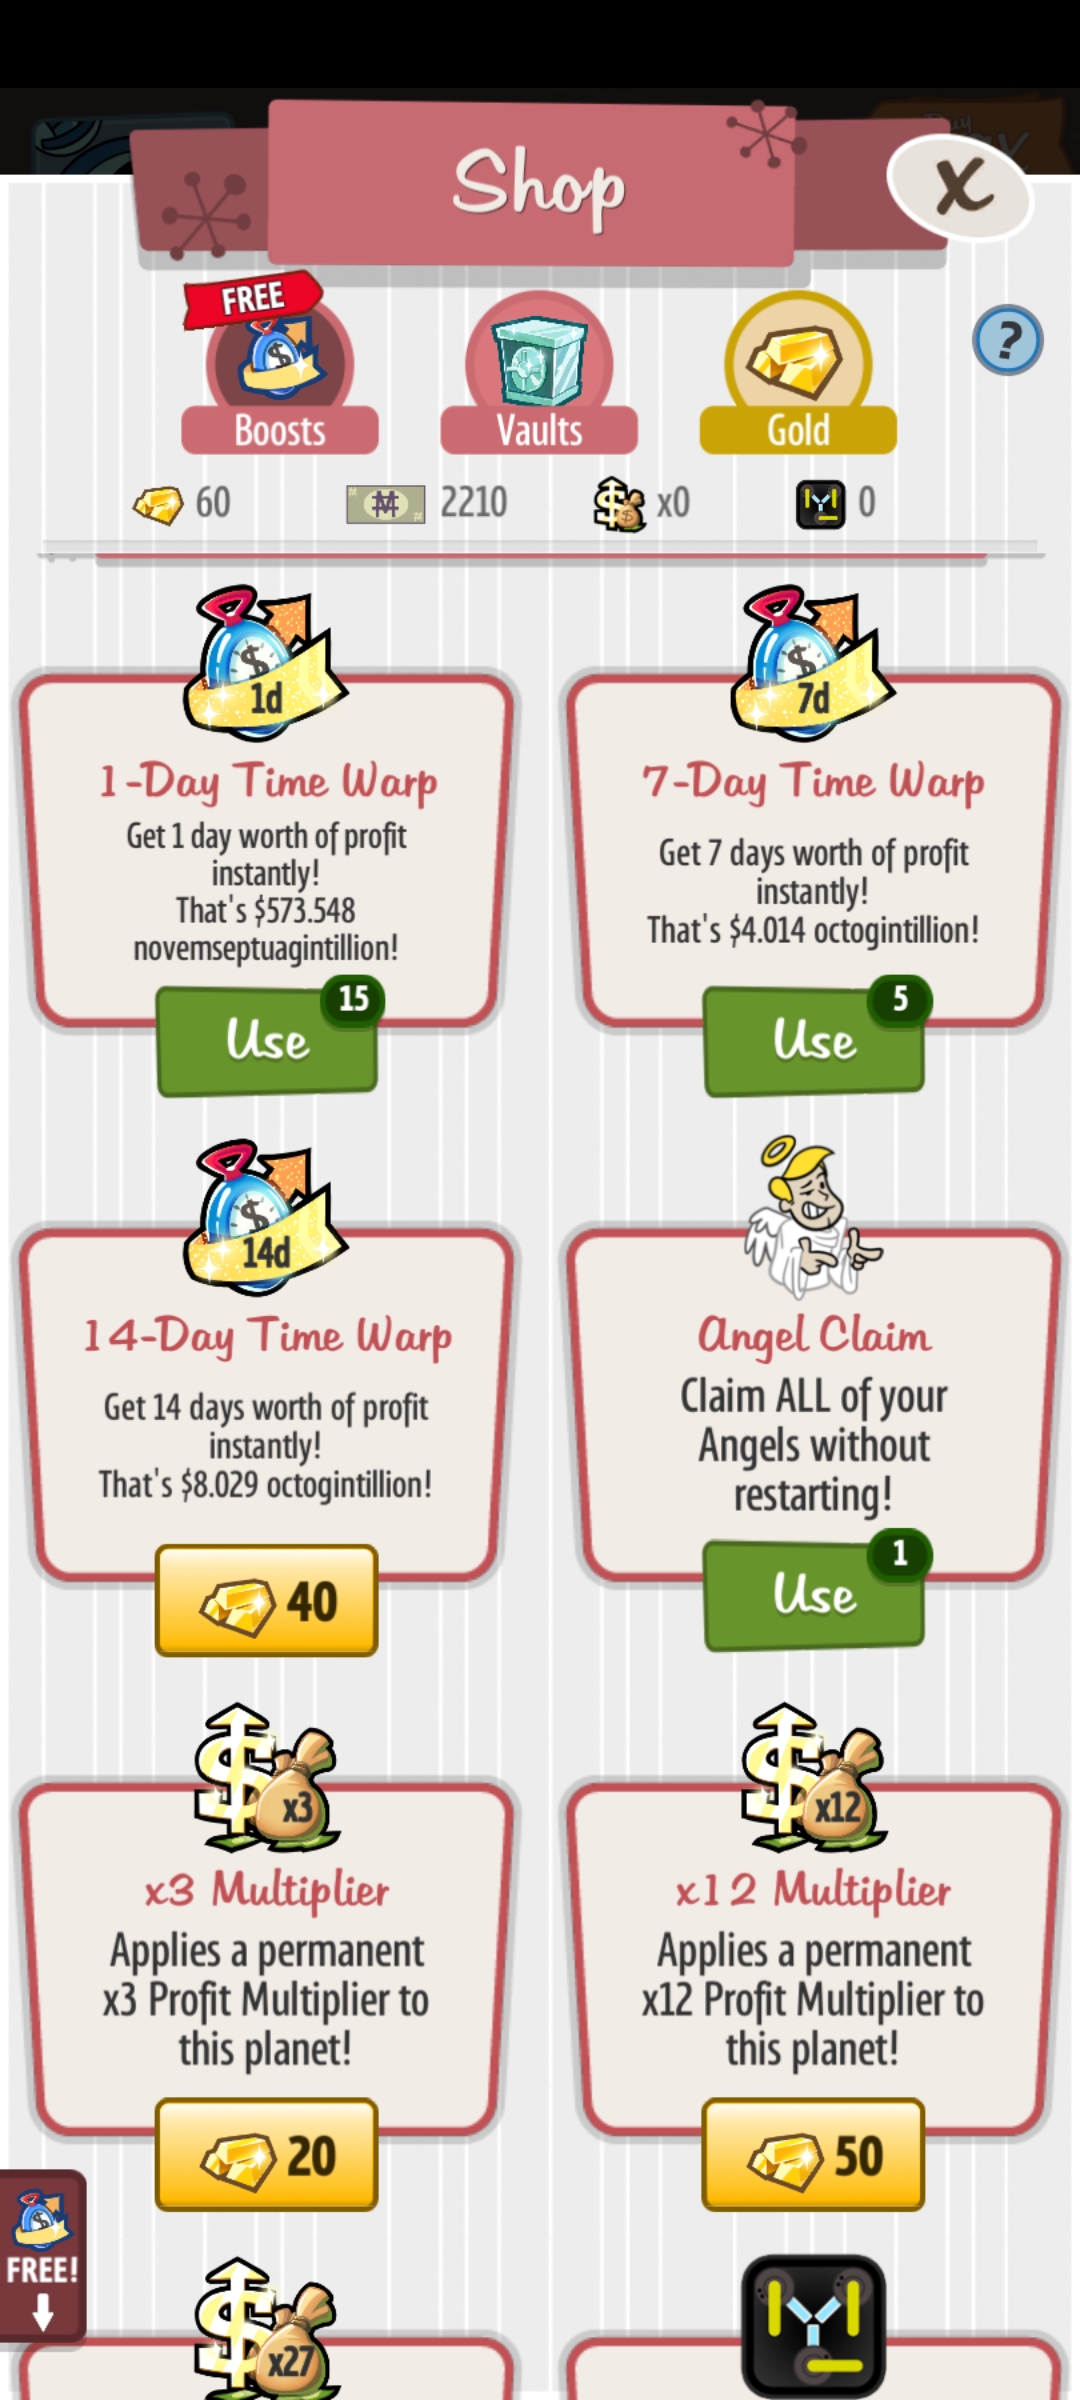 Shop
X
FREE
?
Boosts
Vaults
Gold
60
2210
x0
0
1d
7d
1-Day Time Warp
Get 1 day worth of profit
instantly!
That's $573.548
novemseptuagintillion!
15
Use
7-Day Time Warp
Get 7 days worth of profit
instantly!
That's $4.014 octogintillion!
5
Use
14d
14-Day Time Warp
Get 14 days worth of profit
instantly!
That's $8.029 octogintillion!
40
Angel Claim
Claim ALL of your
Angels without
restarting!
1
Use
x3
x3 Multiplier
Applies a permanent
x3 Profit Multiplier to
this planet!
20
x12
x12 Multiplier
Applies a permanent
x12 Profit Multiplier to
this planet!
50
FREE!
x27